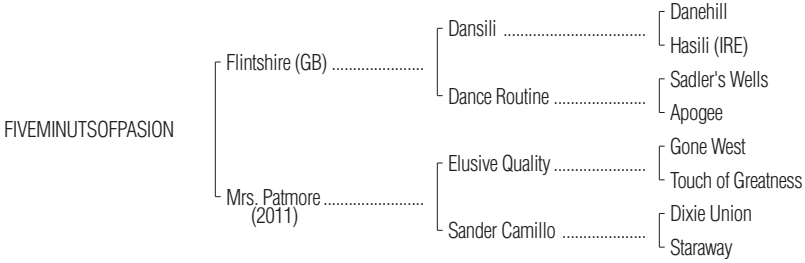 Danehill
Dansili ..................................
Hasili (IRE)
Flintshire (GB) ......................
Sadler's Wells
Dance Routine ......................
Apogee
FIVEMINUTSOFPASION
Gone West
Elusive Quality ......................
Touch of Greatness
Mrs. Patmore ........................
(2011)
Dixie Union
Sander Camillo ....................
Staraway